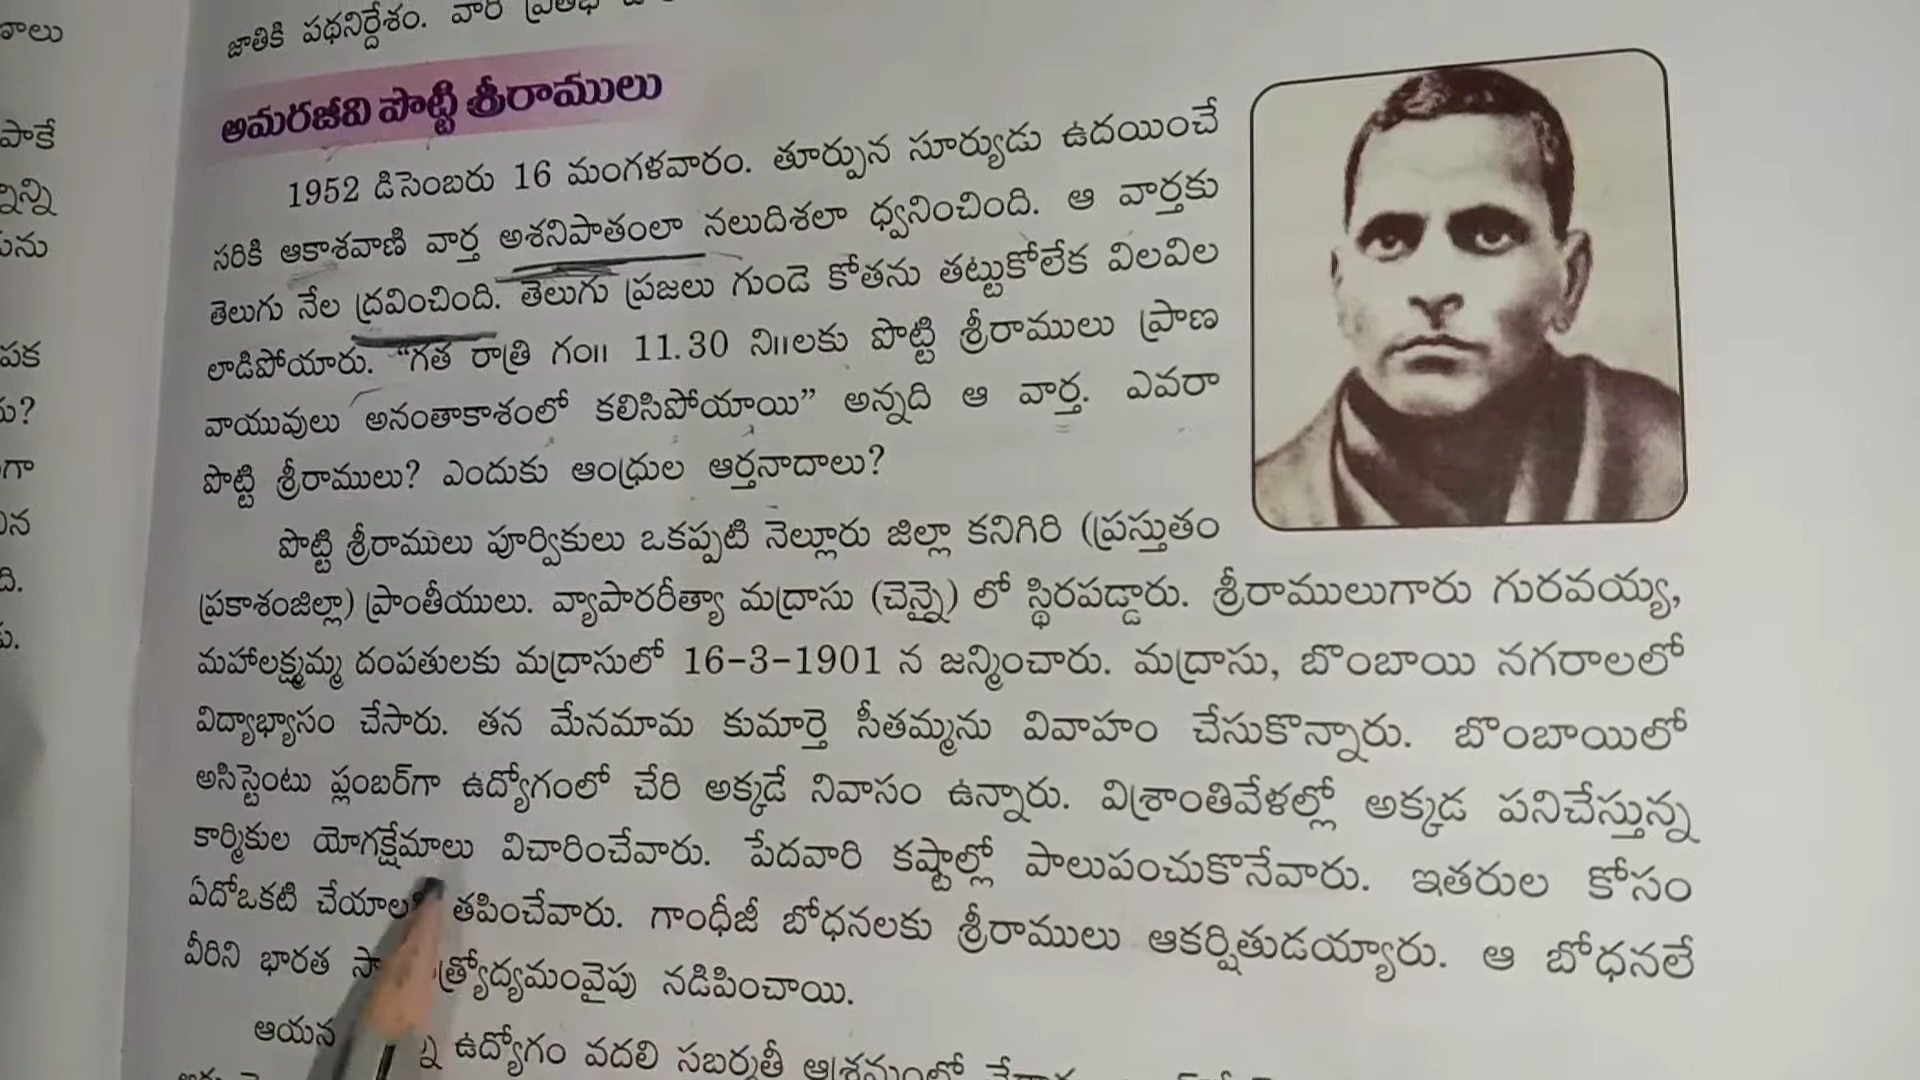 జాతికి పథనిర్దేశం. వారి ప్రతిభ
అమరజీవి పొట్టి శ్రీరాములు
1952 డిసెంబరు 16 మంగళవారం. తూర్పున సూర్యుడు ఉదయించే
సరికి ఆకాశవాణి వార్త అశనిపాతంలా నలుదిశలా ధ్వనించింది. ఆ వార్తకు
తెలుగు నేల ద్రవించింది. తెలుగు ప్రజలు గుండె కోతను తట్టుకోలేక విలవిల
లాడిపోయారు. “గత రాత్రి గం॥ 11.30 ని॥లకు పొట్టి శ్రీరాములు ప్రాణ
వాయువులు అనంతాకాశంలో కలిసిపోయాయి” అన్నది ఆ వార్త. ఎవరా
పొట్టి శ్రీరాములు? ఎందుకు ఆంధ్రుల ఆర్తనాదాలు?
పొట్టి శ్రీరాములు పూర్వికులు ఒకప్పటి నెల్లూరు జిల్లా కనిగిరి (ప్రస్తుతం
ప్రకాశంజిల్లా) ప్రాంతీయులు. వ్యాపారరీత్యా మద్రాసు (చెన్నై) లో స్థిరపడ్డారు. శ్రీరాములుగారు గురవయ్య,
మహాలక్ష్మమ్మ దంపతులకు మద్రాసులో 16-3-1901 న జన్మించారు. మద్రాసు, బొంబాయి నగరాలలో
విద్యాభ్యాసం చేసారు. తన మేనమామ కుమార్తె సీతమ్మను వివాహం చేసుకొన్నారు. బొంబాయిలో
అసిస్టెంటు ప్లంబర్‌గా ఉద్యోగంలో చేరి అక్కడే నివాసం ఉన్నారు. విశ్రాంతివేళల్లో అక్కడ పనిచేస్తున్న
కార్మికుల యోగక్షేమాలు విచారించేవారు. పేదవారి కష్టాల్లో పాలుపంచుకొనేవారు. ఇతరుల కోసం
ఏదోఒకటి చేయాలని తపించేవారు. గాంధీజీ బోధనలకు శ్రీరాములు ఆకర్షితుడయ్యారు. ఆ బోధనలే
వీరిని భారత నడిపించాయి.
ఆయన ఉద్యోగం వదలి సబర్మతీ ఆశ్రమంలో